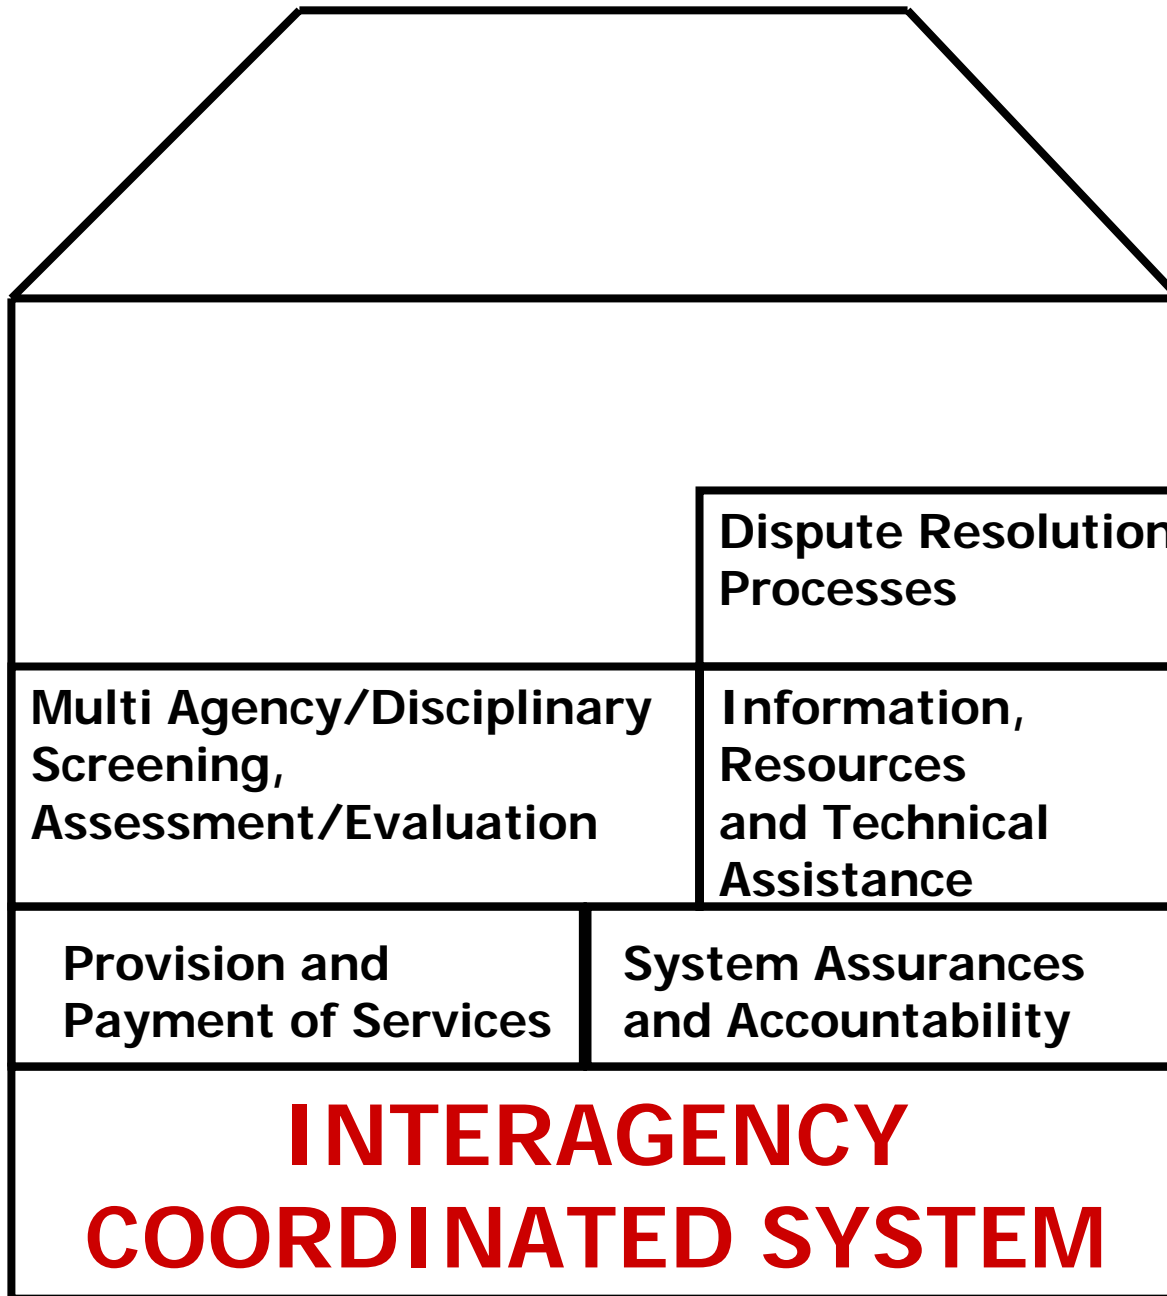 Dispute Resolution
Processes
Multi Agency/Disciplinary
Screening,
Assessment/Evaluation
Information,
Resources
and Technical
Assistance
Provision and
Payment of Services
System Assurances
and Accountability
INTERAGENCY
COORDINATED SYSTEM